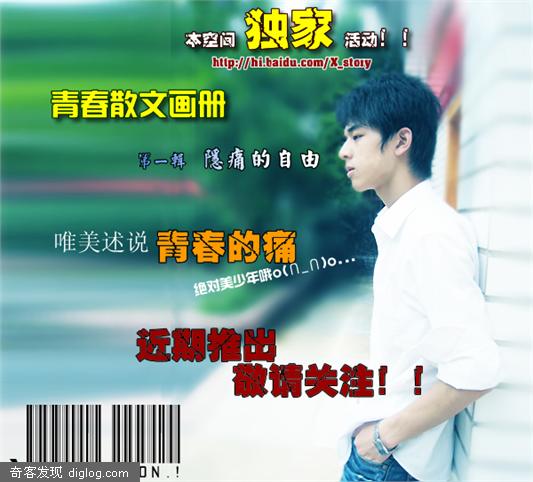 本空间 独家 活动！！
http://hi.baidu.com/X_story
青春散文画册
第一輯 隱痛的自由
唯美述说 青春的痛
绝对美少年哦o(∩_∩)o...
近期推出
敬请关注！！
ON.!
奇客发现 diglog.com